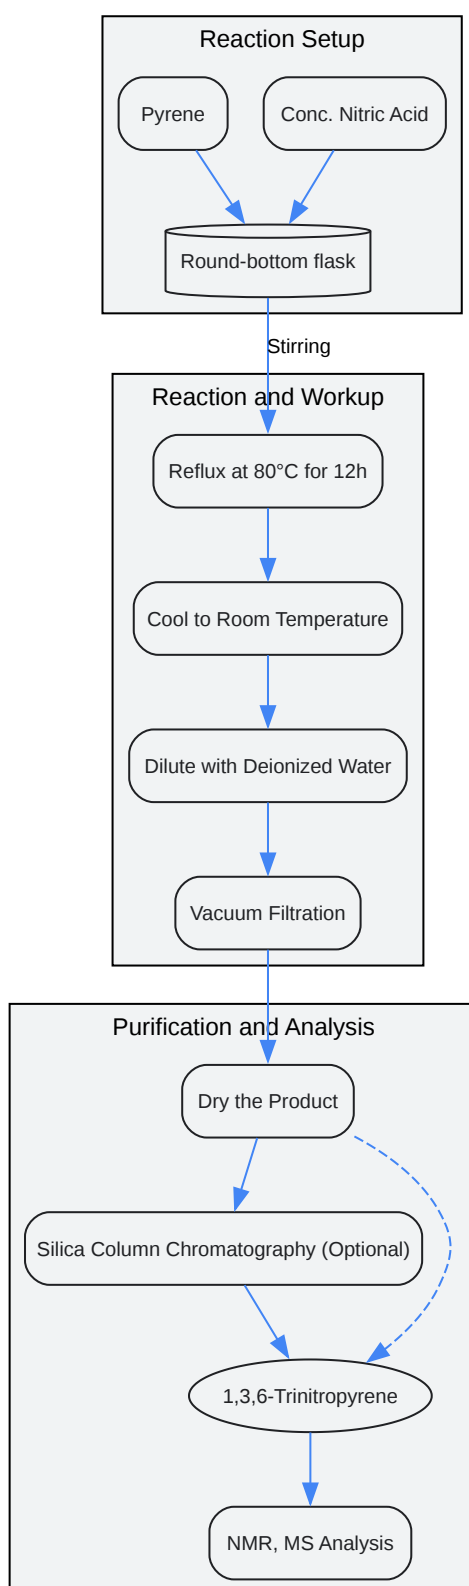 Reaction Setup
Pyrene
Conc. Nitric Acid
Round-bottom flask
Stirring
Reaction and Workup
Reflux at 80°C for 12h
Cool to Room Temperature
Dilute with Deionized Water
Vacuum Filtration
Purification and Analysis
Dry the Product
Silica Column Chromatography (Optional)
1,3,6-Trinitropyrene
NMR, MS Analysis